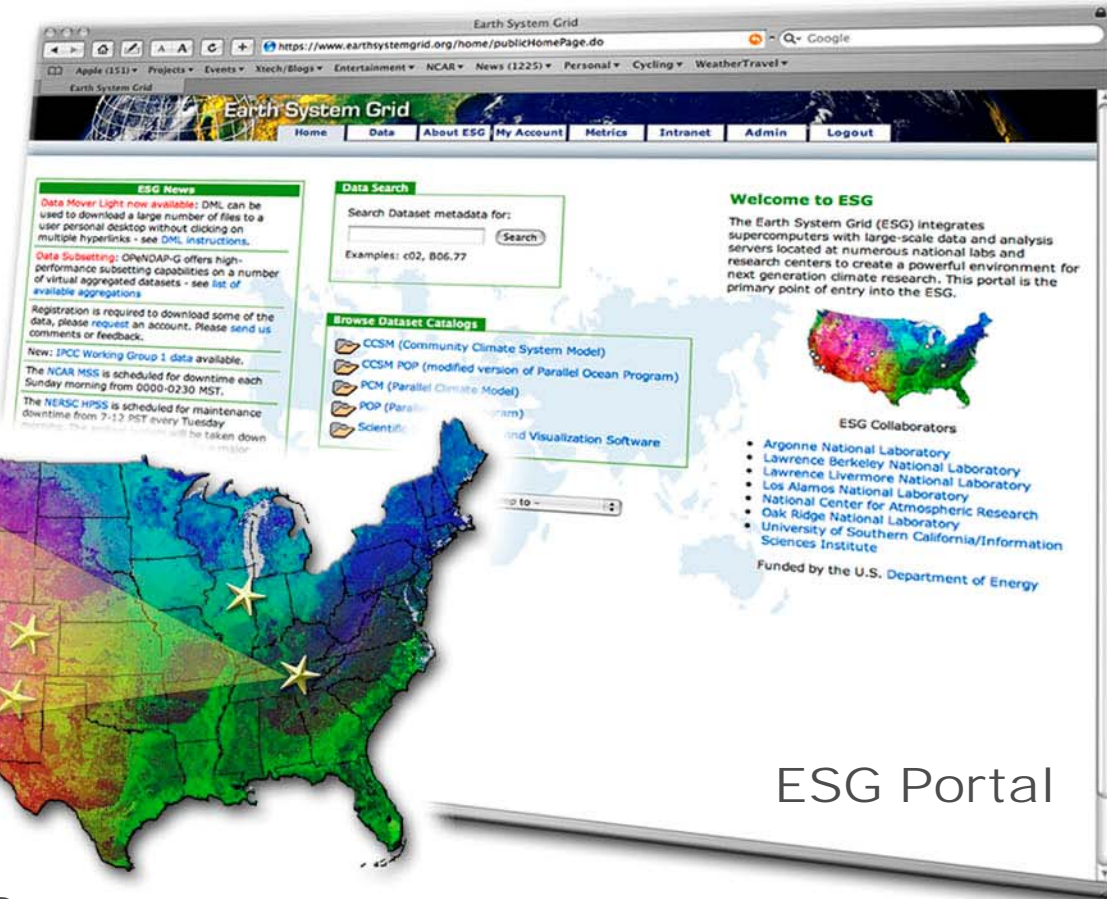 Earth System Grid
A A
C
+
https://www.earthsystemgrid.org/home/publicHomePage.do
Q- Google
Apple (151)
Projects
Events
Xtech/Blogs
Entertainment
NCAR
News (1225)
Personal
Cycling
WeatherTravel
Earth System Grid
Earth System Grid
Home
Data
About ESG
My Account
Metrics
Intranet
Admin
Logout
ESG News
Data Mover Light now available: DML can be
used to download a large number of files to a
user personal desktop without clicking on
multiple hyperlinks - see DML instructions.
Data Subsetting: OPeNDAP-G offers high-
performance subsetting capabilities on a number
of virtual aggregated datasets - see list of
available aggregations
Registration is required to download some of the
data, please request an account. Please send us
comments or feedback.
New: IPCC Working Group 1 data available.
The NCAR MSS is scheduled for downtime each
Sunday morning from 0000-0230 MST.
The NERSC HPSS is scheduled for maintenance
downtime from 7-12 PST every Tuesday
morning. The will be taken down
major
Data Search
Search Dataset metadata for:
Search
Examples: c02, B06.77
Browse Dataset Catalogs
CCSM (Community Climate System Model)
CCSM POP (modified version of Parallel Ocean Program)
PCM (Parallel Climate Model)
POP (Para ram)
Scientif nd Visualization Software
p to -
Welcome to ESG
The Earth System Grid (ESG) integrates
supercomputers with large-scale data and analysis
servers located at numerous national labs and
research centers to create a powerful environment for
next generation climate research. This portal is the
primary point of entry into the ESG.
ESG Collaborators
• Argonne National Laboratory
• Lawrence Berkeley National Laboratory
• Lawrence Livermore National Laboratory
• Los Alamos National Laboratory
• National Center for Atmospheric Research
• Oak Ridge National Laboratory
• University of Southern California/Information
Sciences Institute
Funded by the U.S. Department of Energy
ESG Portal